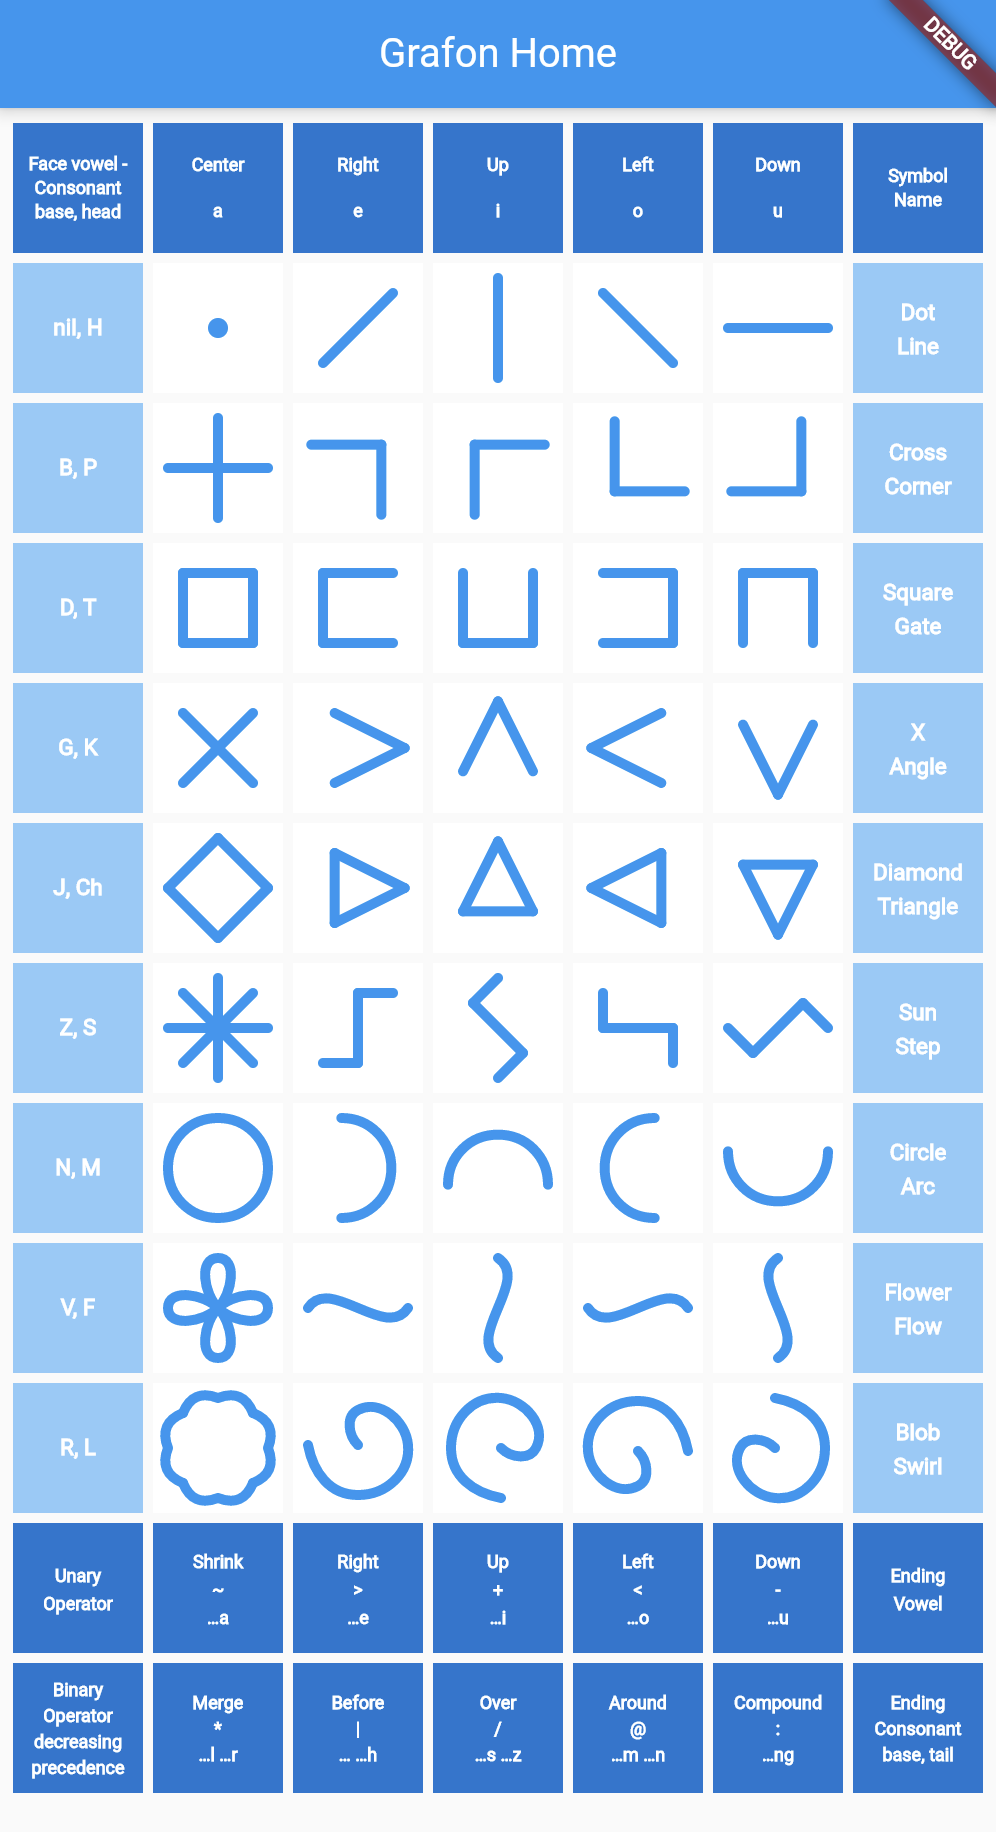 Grafon Home
DEBUG
Face vowel -
Consonant
base, head
Center
a
Right
e
Up
i
Left
o
Down
u
Symbol
Name
nil, H
Dot
Line
B, P
Cross
Corner
D, T
Square
Gate
G, K
X
Angle
J, Ch
Diamond
Triangle
Z, S
Sun
Step
N, M
Circle
Arc
V, F
Flower
Flow
R, L
Blob
Swirl
Unary
Operator
Shrink
~
...a
Right
>
...e
Up
+
...i
Left
<
...o
Down
-
...u
Ending
Vowel
Binary
Operator
decreasing
precedence
Merge
*
...l ...r
Before
|
... ...h
Over
/
...s ...z
Around
@
...m ...n
Compound
:
...ng
Ending
Consonant
base, tail